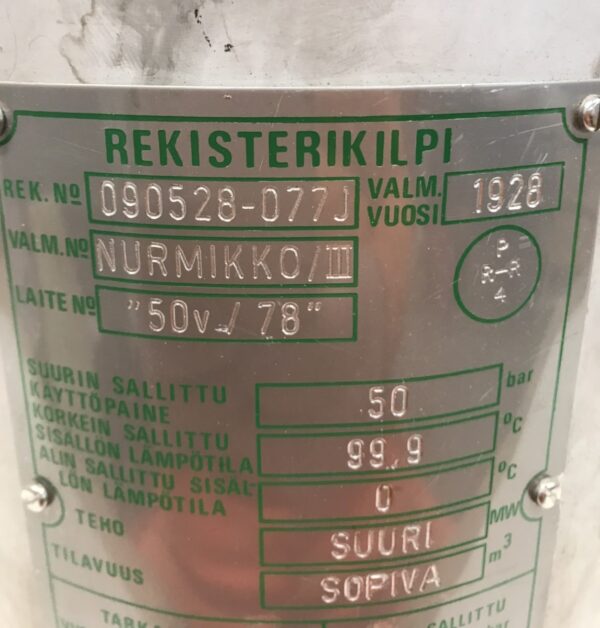 REKISTERIKILPI
REK. Nº 090528-077J VALM. VUOSI 1928
VALM. Nº NURMIKKO/III
LAITE Nº "50v./78"
P
R-R
4
SUURIN SALLITTU
KÄYTTÖPAINE 50 bar
KORKEIN SALLITTU
SISÄLLÖN LÄMPÖTILA 99.9 ºC
ALIN SALLITTU SISÄL-
LÖN LÄMPÖTILA 0 ºC
TEHO SUURI MW
TILAVUUS SOPIVA m³
SALLITTU